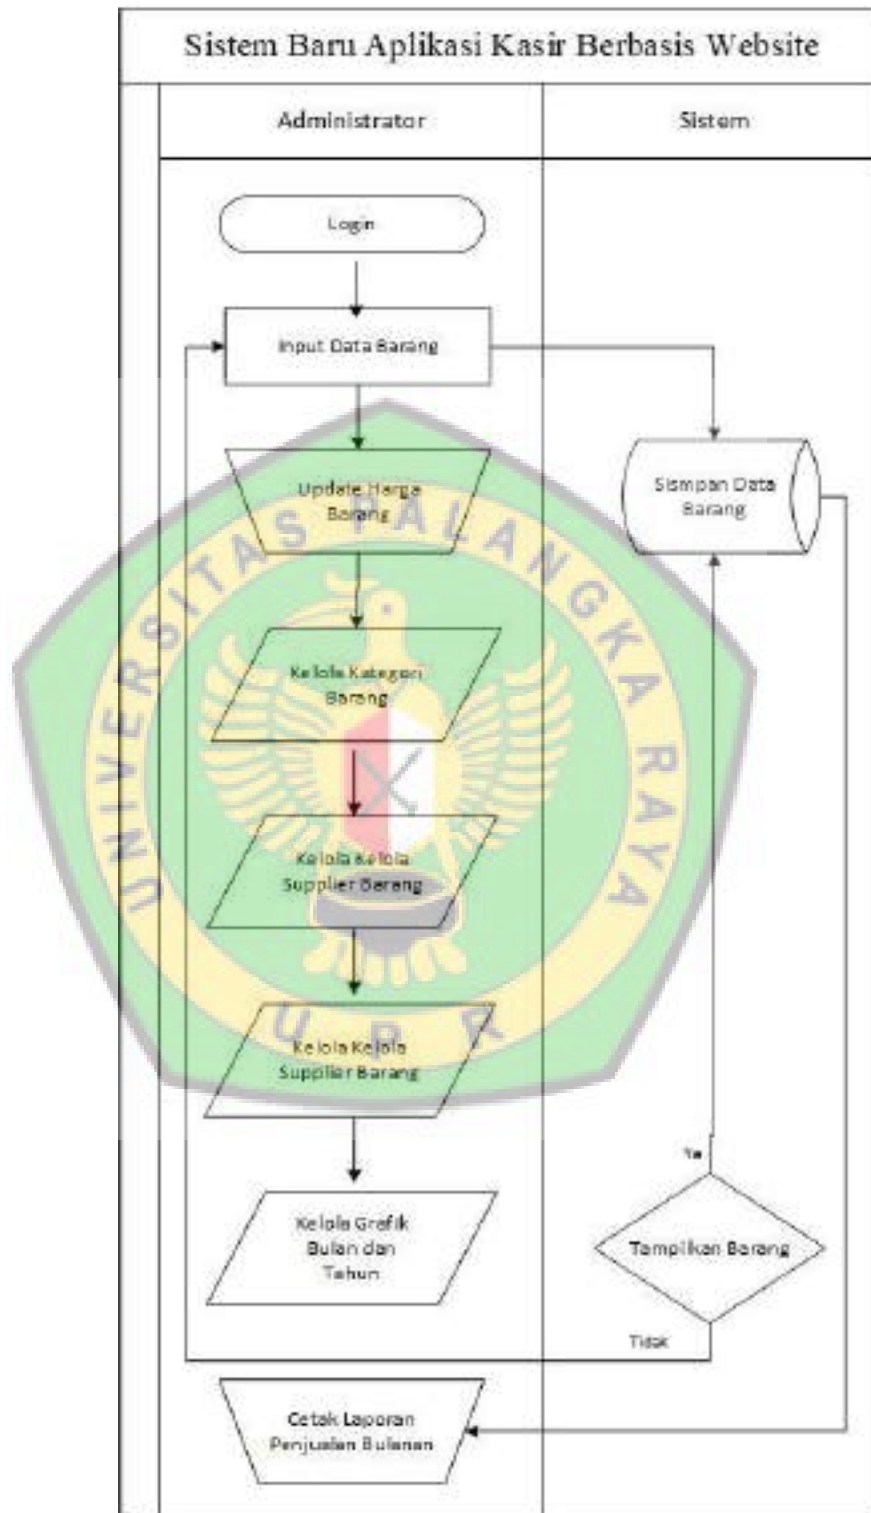 Sistem Baru Aplikasi Kasir Berbasis Website
Administrator
Sistem
Login
Input Data Barang
Update Harga
Barang
Sismpan Data
Barang
Kelola Kategori
Barang
Kelola Kelola
Supplier Barang
Kelola Kelola
Supplier Barang
Kelola Grafik
Bulan dan
Tahun
Ya
Tampilkan Barang
Tidak
Cetak Laporan
Penjualan Bulanan
UNIVERSITAS PALANGKA RAYA
UPR